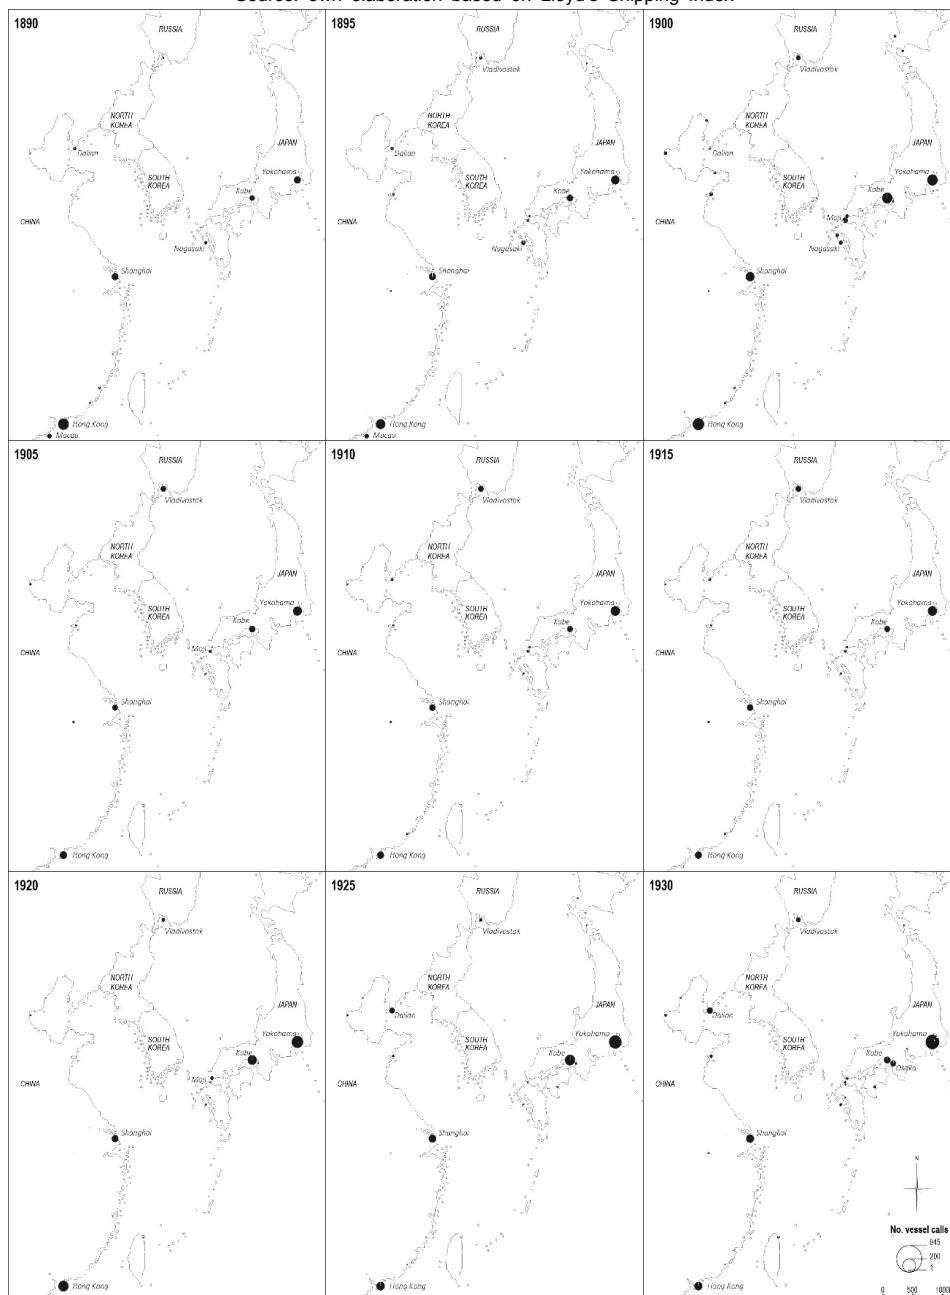 Source: own elaboration based on Lloyd's Shipping Index
1890
RUSSIA
NORTH
KOREA
JAPAN
Dalian
SOUTH
KOREA
Yokohama
Kobe
CHINA
Nagasaki
Shanghai
Hong Kong
Macau
1895
RUSSIA
Vladivostok
NORTH
KOREA
JAPAN
Dalian
SOUTH
KOREA
Yokohama
Kobe
CHINA
Nagasaki
Shanghai
Hong Kong
Macau
1900
RUSSIA
Vladivostok
NORTH
KOREA
JAPAN
Dalian
SOUTH
KOREA
Yokohama
Kobe
Moji
CHINA
Nagasaki
Shanghai
Hong Kong
1905
RUSSIA
Vladivostok
NORTH
KOREA
JAPAN
SOUTH
KOREA
Yokohama
Kobe
Moji
CHINA
Shanghai
Hong Kong
1910
RUSSIA
Vladivostok
NORTH
KOREA
JAPAN
SOUTH
KOREA
Yokohama
Kobe
CHINA
Shanghai
Hong Kong
1915
RUSSIA
Vladivostok
NORTH
KOREA
JAPAN
SOUTH
KOREA
Yokohama
Kobe
CHINA
Shanghai
Hong Kong
1920
RUSSIA
Vladivostok
NORTH
KOREA
JAPAN
SOUTH
KOREA
Yokohama
Kobe
Moji
CHINA
Shanghai
Hong Kong
1925
RUSSIA
Vladivostok
NORTH
KOREA
JAPAN
Dalian
SOUTH
KOREA
Yokohama
Kobe
CHINA
Shanghai
Hong Kong
1930
RUSSIA
Vladivostok
NORTH
KOREA
JAPAN
Dalian
SOUTH
KOREA
Yokohama
Kobe
Osaka
CHINA
Shanghai
Hong Kong
N
No. vessel calls
945
200
1
0 500 1000